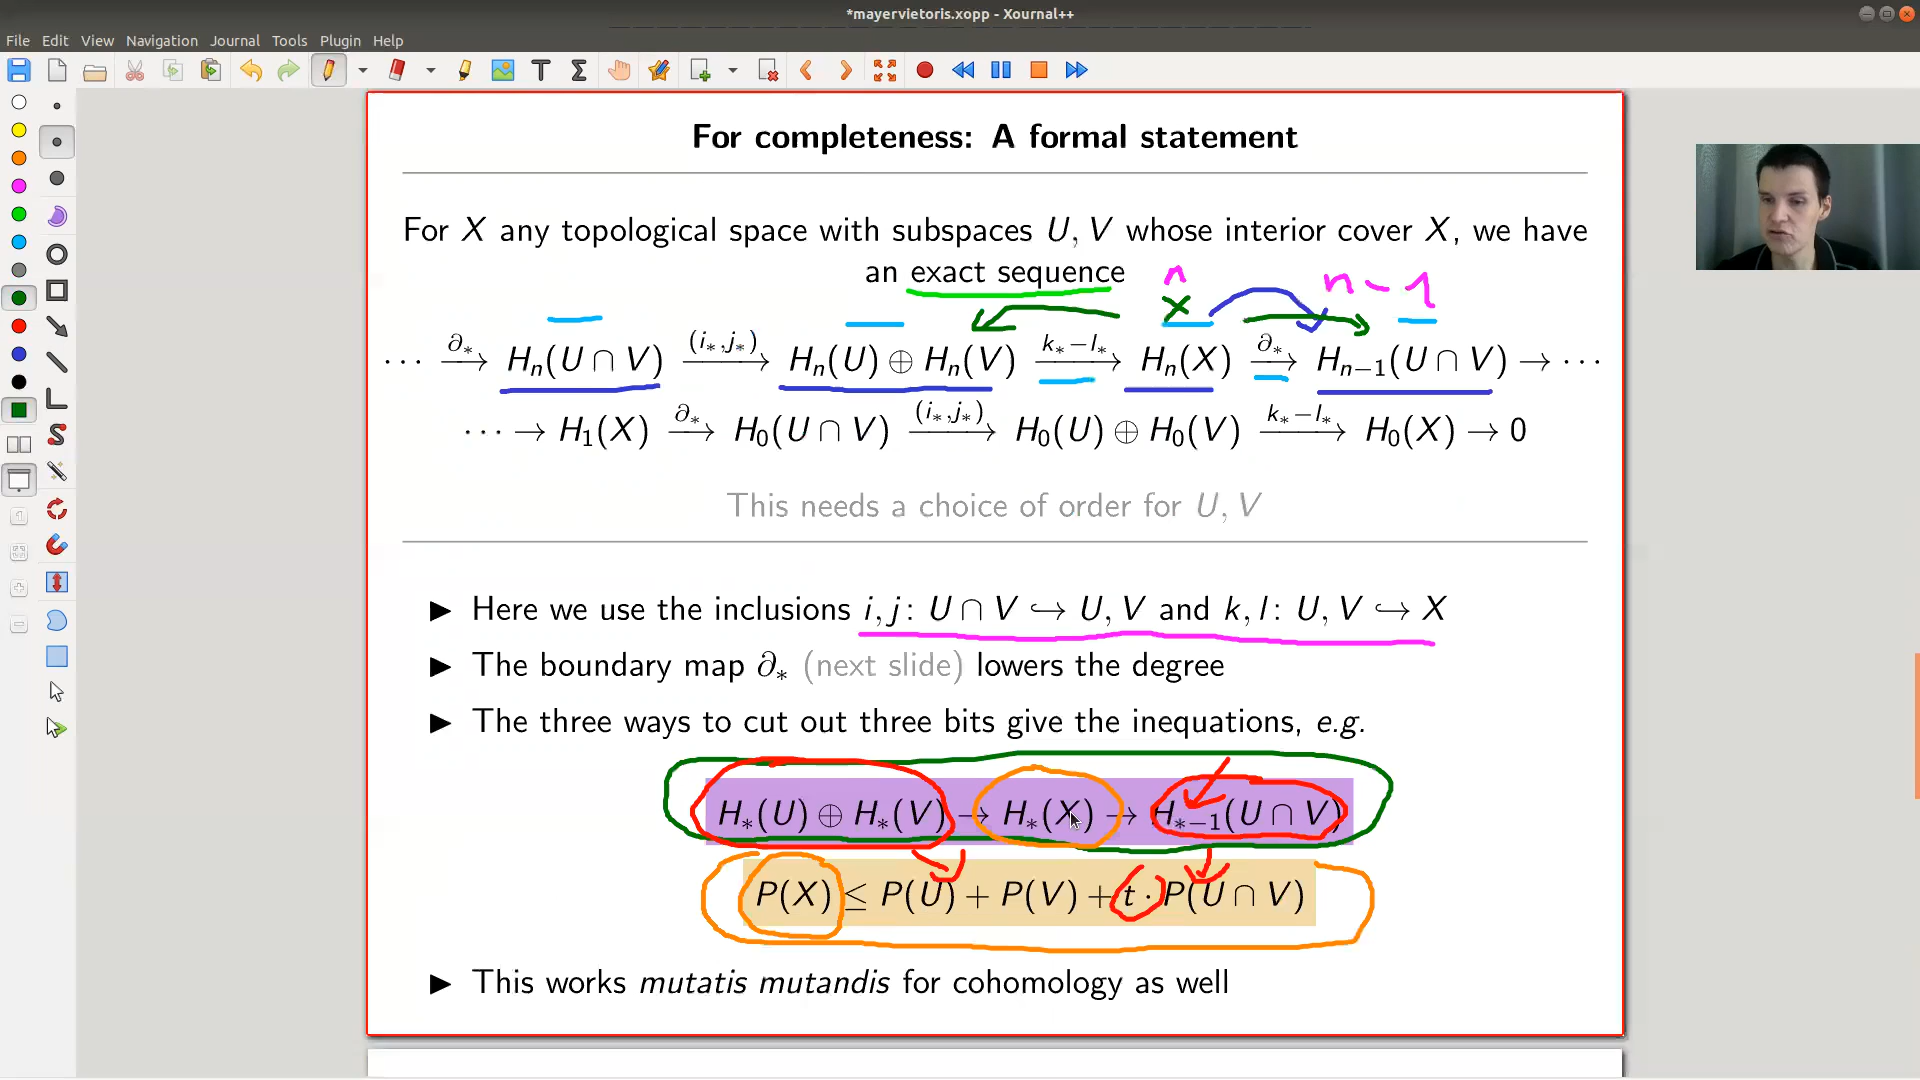 *mayervietoris.xopp - Xournal++
File Edit View Navigation Journal Tools Plugin Help
For completeness: A formal statement
For X any topological space with subspaces U, V whose interior cover X, we have
an exact sequence
n
n - 1
x
⋯ —∂∗→ Hₙ(U ∩ V) —(i∗,j∗)→ Hₙ(U) ⊕ Hₙ(V) —k∗−l∗→ Hₙ(X) —∂∗→ Hₙ₋₁(U ∩ V) → ⋯
⋯ → H₁(X) —∂∗→ H₀(U ∩ V) —(i∗,j∗)→ H₀(U) ⊕ H₀(V) —k∗−l∗→ H₀(X) → 0
This needs a choice of order for U, V
▶ Here we use the inclusions i, j : U ∩ V ↪ U, V and k, l : U, V ↪ X
▶ The boundary map ∂∗ (next slide) lowers the degree
▶ The three ways to cut out three bits give the inequations, e.g.
H∗(U) ⊕ H∗(V) → H∗(X) → H∗₋₁(U ∩ V)
P(X) ≤ P(U) + P(V) + t · P(U ∩ V)
▶ This works mutatis mutandis for cohomology as well